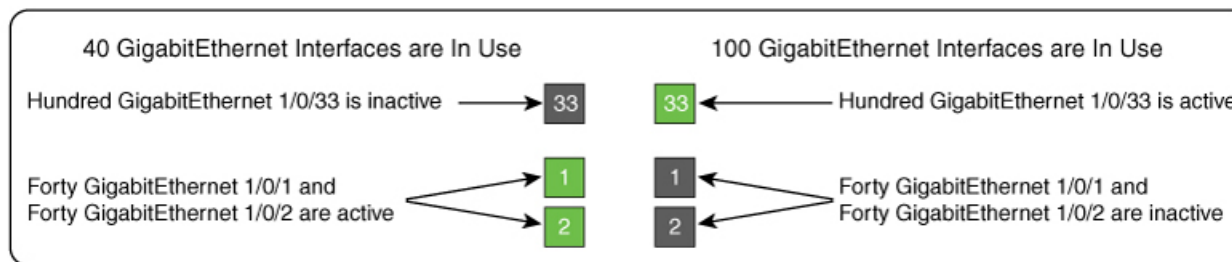 40 GigabitEthernet Interfaces are In Use
Hundred GigabitEthernet 1/0/33 is inactive
33
Forty GigabitEthernet 1/0/1 and
Forty GigabitEthernet 1/0/2 are active
1
2
100 GigabitEthernet Interfaces are In Use
33
Hundred GigabitEthernet 1/0/33 is active
1
2
Forty GigabitEthernet 1/0/1 and
Forty GigabitEthernet 1/0/2 are inactive